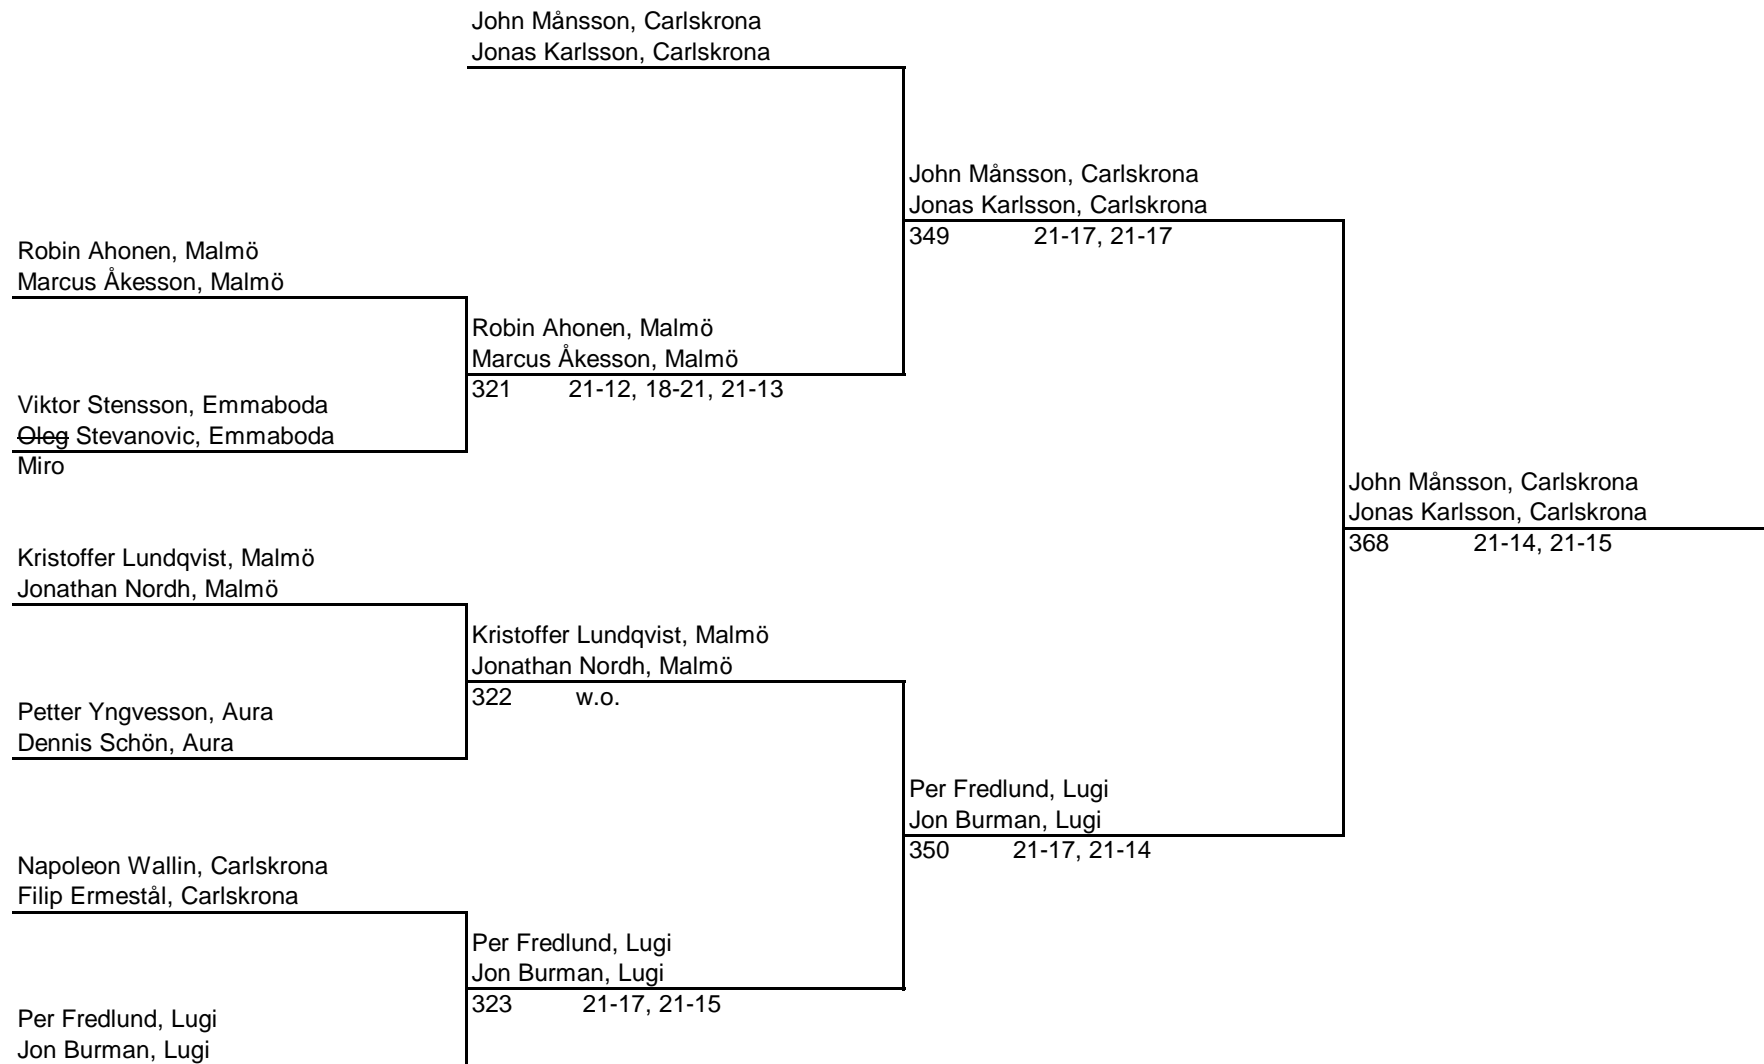 John Månsson, Carlskrona
Jonas Karlsson, Carlskrona
John Månsson, Carlskrona
Jonas Karlsson, Carlskrona
349 21-17, 21-17
Robin Ahonen, Malmö
Marcus Åkesson, Malmö
Robin Ahonen, Malmö
Marcus Åkesson, Malmö
321 21-12, 18-21, 21-13
Viktor Stensson, Emmaboda
Oleg Stevanovic, Emmaboda
Miro
John Månsson, Carlskrona
Jonas Karlsson, Carlskrona
368 21-14, 21-15
Kristoffer Lundqvist, Malmö
Jonathan Nordh, Malmö
Kristoffer Lundqvist, Malmö
Jonathan Nordh, Malmö
322 w.o.
Petter Yngvesson, Aura
Dennis Schön, Aura
Per Fredlund, Lugi
Jon Burman, Lugi
350 21-17, 21-14
Napoleon Wallin, Carlskrona
Filip Ermestål, Carlskrona
Per Fredlund, Lugi
Jon Burman, Lugi
323 21-17, 21-15
Per Fredlund, Lugi
Jon Burman, Lugi